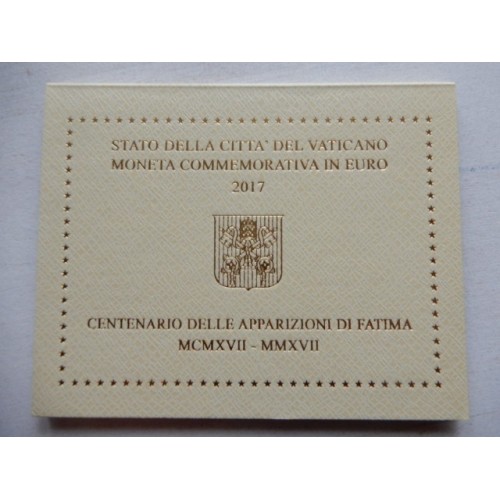 STATO DELLA CITTA' DEL VATICANO
MONETA COMMEMORATIVA IN EURO
2017
CENTENARIO DELLE APPARIZIONI DI FATIMA
MCMXVII - MMXVII